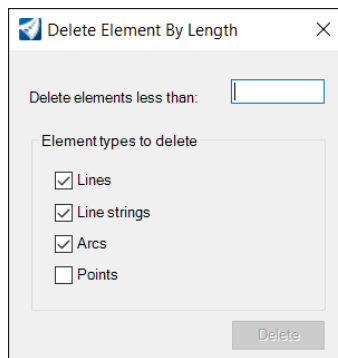 Delete Element By Length
Delete elements less than:
Element types to delete
Lines
Line strings
Arcs
Points
Delete